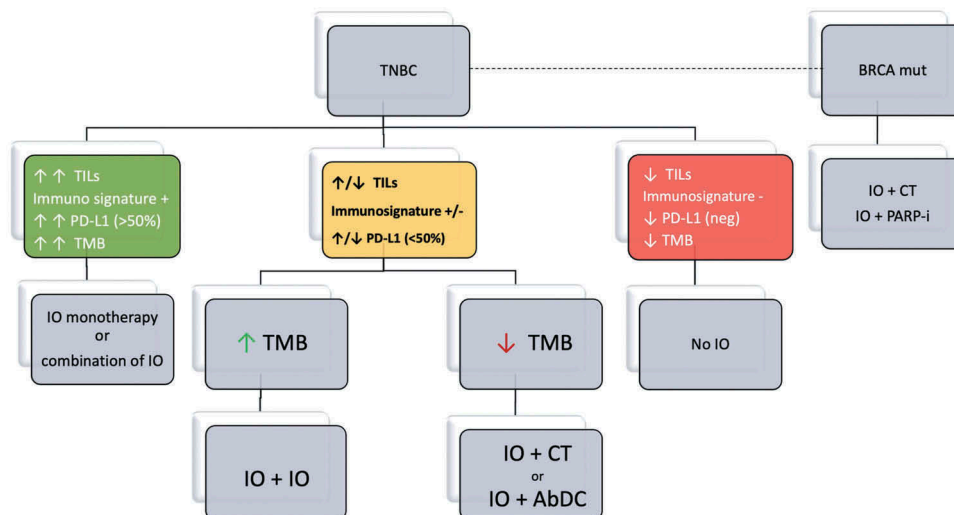 TNBC
BRCA mut
↑ ↑ TILs
Immuno signature +
↑ ↑ PD-L1 (>50%)
↑ ↑ TMB
↑/↓ TILs
Immunosignature +/-
↑/↓ PD-L1 (<50%)
↓ TILs
Immunosignature -
↓ PD-L1 (neg)
↓ TMB
IO + CT
IO + PARP-i
IO monotherapy
or
combination of IO
↑ TMB
↓ TMB
No IO
IO + IO
IO + CT
or
IO + AbDC